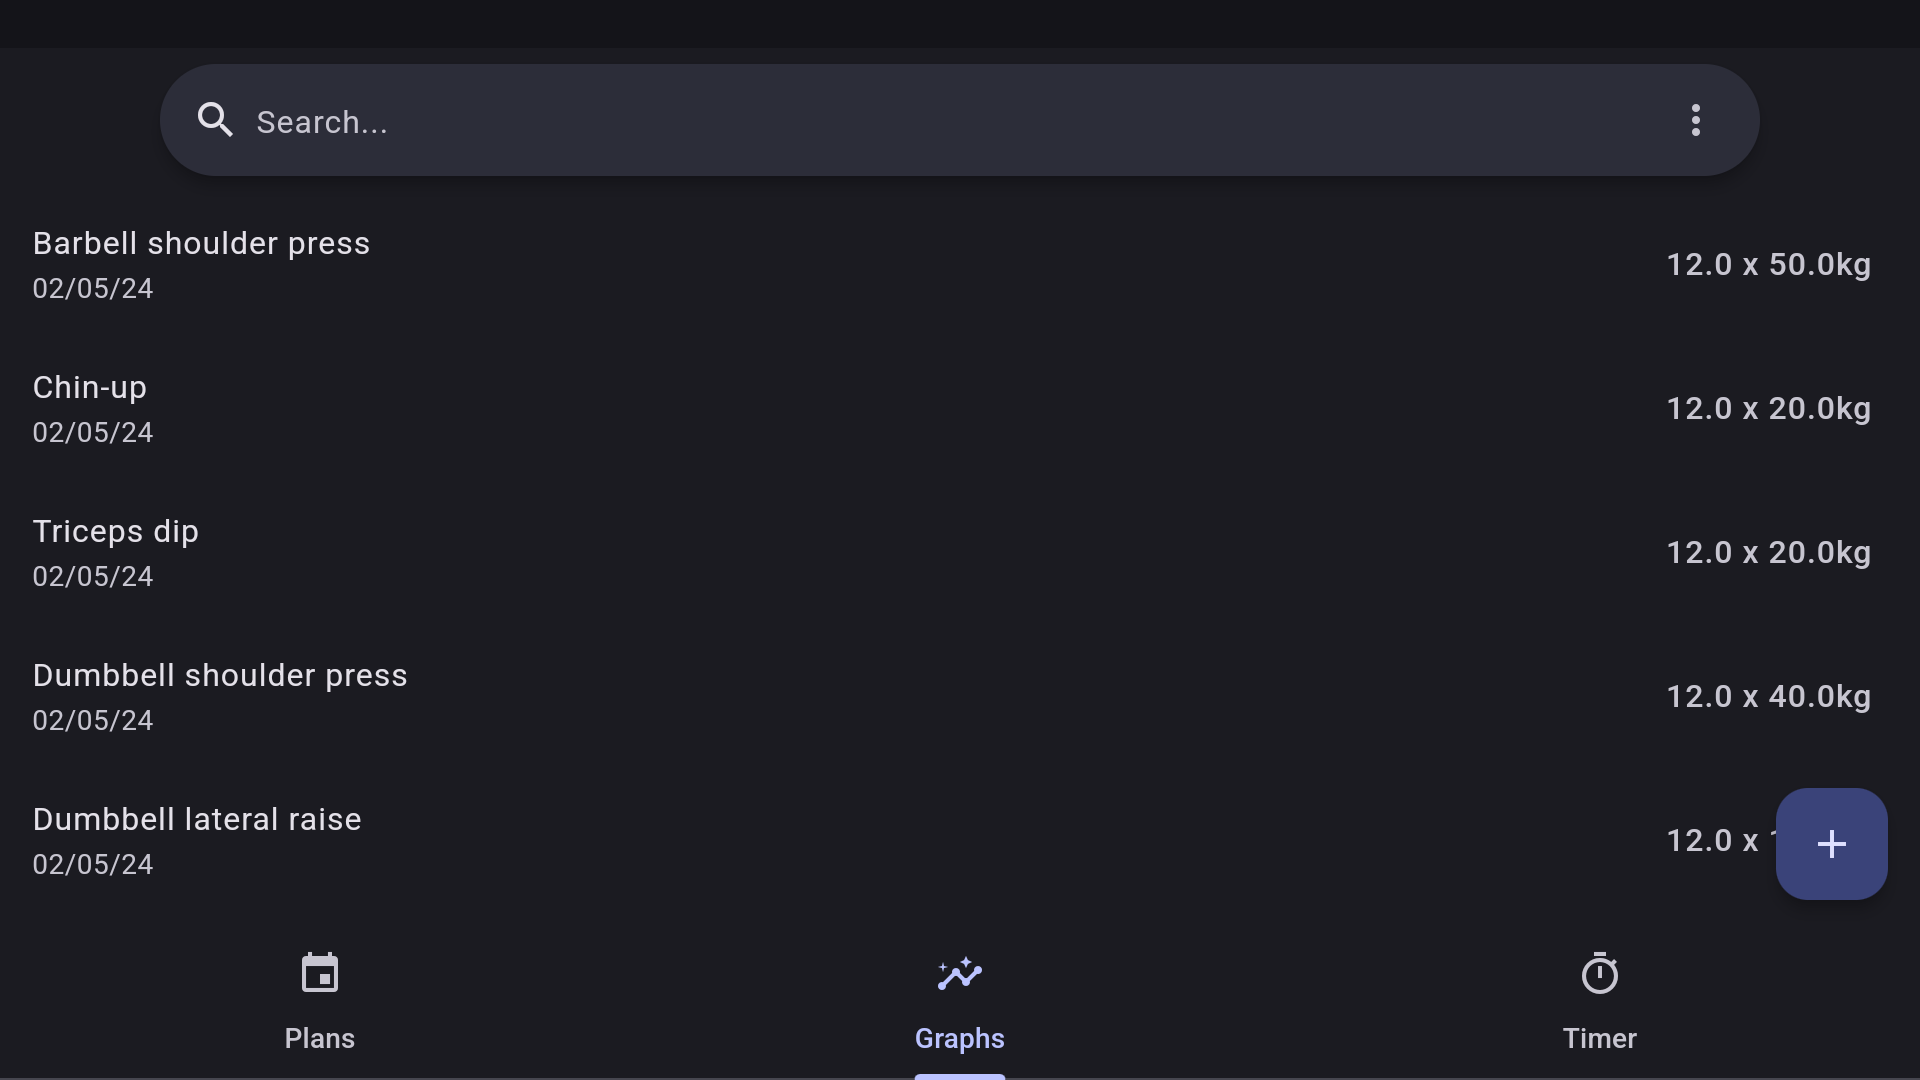 Search...
Barbell shoulder press
02/05/24
12.0 x 50.0kg
Chin-up
02/05/24
12.0 x 20.0kg
Triceps dip
02/05/24
12.0 x 20.0kg
Dumbbell shoulder press
02/05/24
12.0 x 40.0kg
Dumbbell lateral raise
02/05/24
12.0 x
Plans
Graphs
Timer